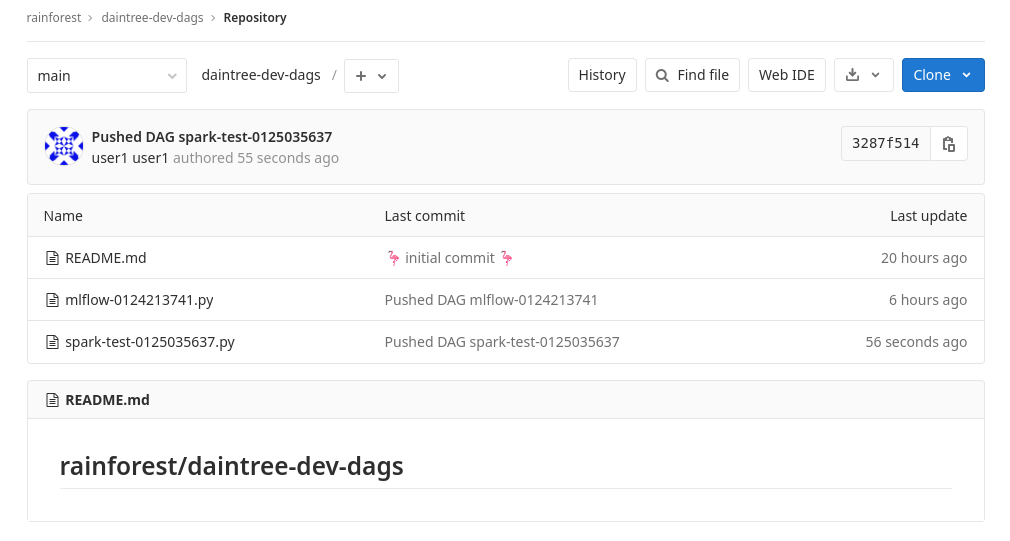 rainforest > daintree-dev-dags > Repository
main daintree-dev-dags / + History Find file Web IDE Clone
Pushed DAG spark-test-0125035637
user1 user1 authored 55 seconds ago
3287f514
Name Last commit Last update
README.md 🦩 initial commit 🦩 20 hours ago
mlflow-0124213741.py Pushed DAG mlflow-0124213741 6 hours ago
spark-test-0125035637.py Pushed DAG spark-test-0125035637 56 seconds ago
README.md
rainforest/daintree-dev-dags